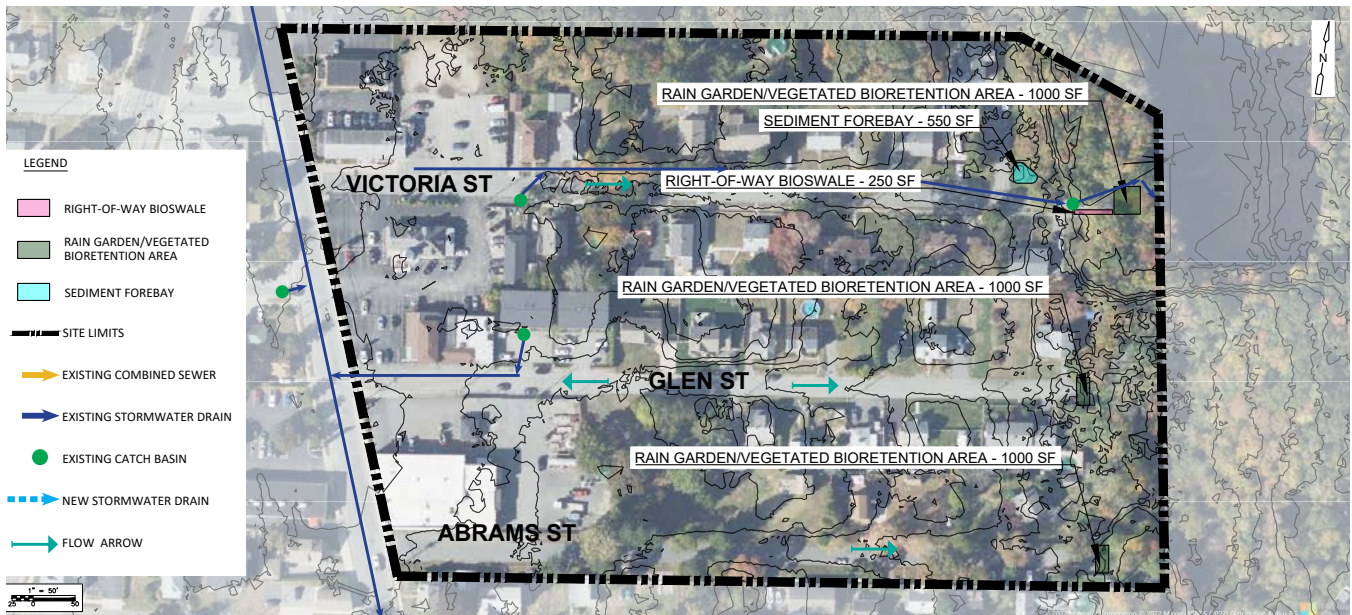 RAIN GARDEN/VEGETATED BIORETENTION AREA - 1000 SF
SEDIMENT FOREBAY - 550 SF
VICTORIA ST
RIGHT-OF-WAY BIOSWALE - 250 SF
RAIN GARDEN/VEGETATED BIORETENTION AREA - 1000 SF
GLEN ST
RAIN GARDEN/VEGETATED BIORETENTION AREA - 1000 SF
ABRAMS ST
N
LEGEND
RIGHT-OF-WAY BIOSWALE
RAIN GARDEN/VEGETATED
BIORETENTION AREA
SEDIMENT FOREBAY
SITE LIMITS
EXISTING COMBINED SEWER
EXISTING STORMWATER DRAIN
EXISTING CATCH BASIN
NEW STORMWATER DRAIN
FLOW ARROW
1" = 50'
25 0 50